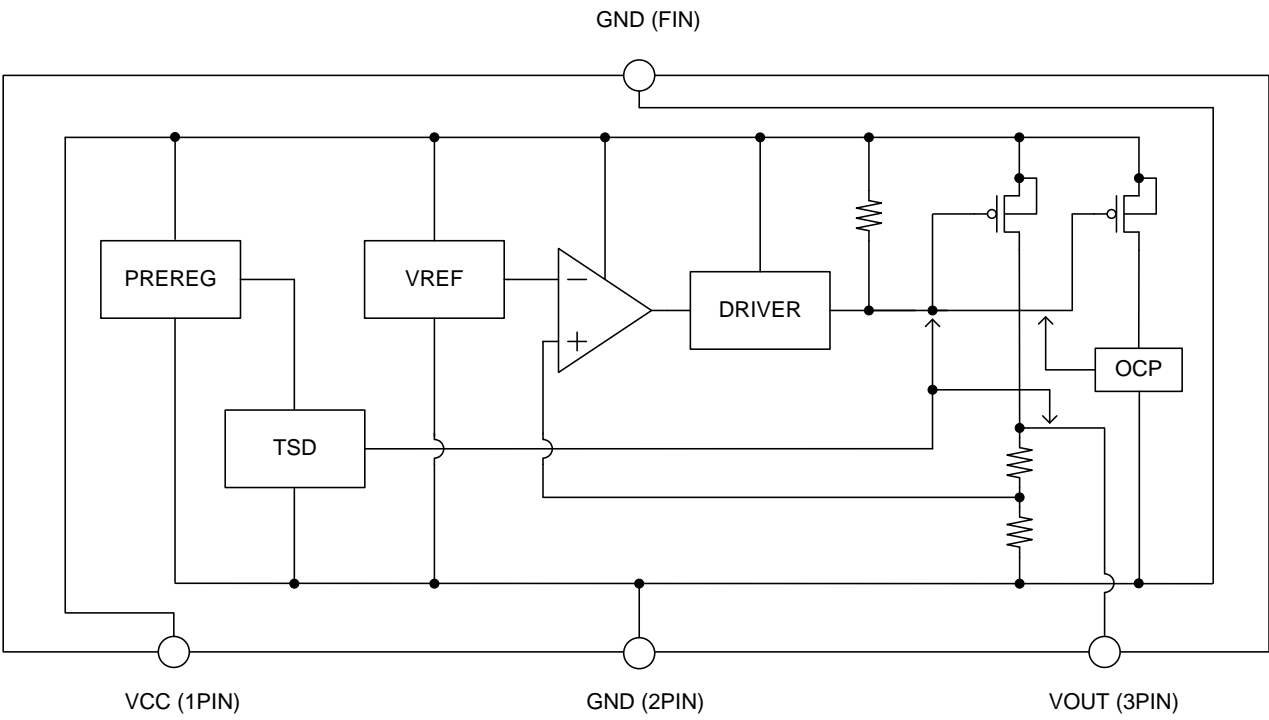 GND (FIN)
PREREG
VREF
DRIVER
OCP
TSD
VCC (1PIN)
GND (2PIN)
VOUT (3PIN)